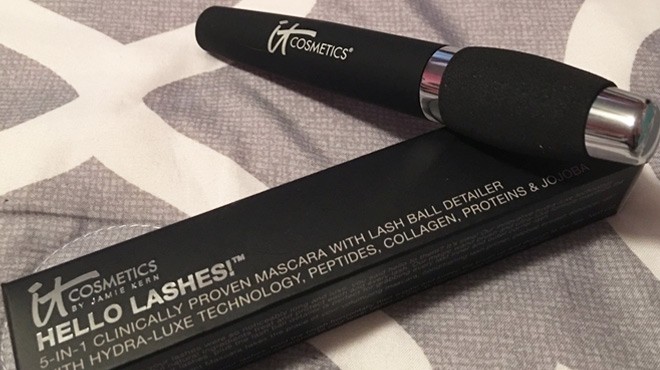 it COSMETICS®
it COSMETICS
BY JAMIE KERN
HELLO LASHES!™
5-IN-1 CLINICALLY PROVEN MASCARA WITH LASH BALL DETAILER
WITH HYDRA-LUXE TECHNOLOGY, PEPTIDES, COLLAGEN, PROTEINS & JOJOBA